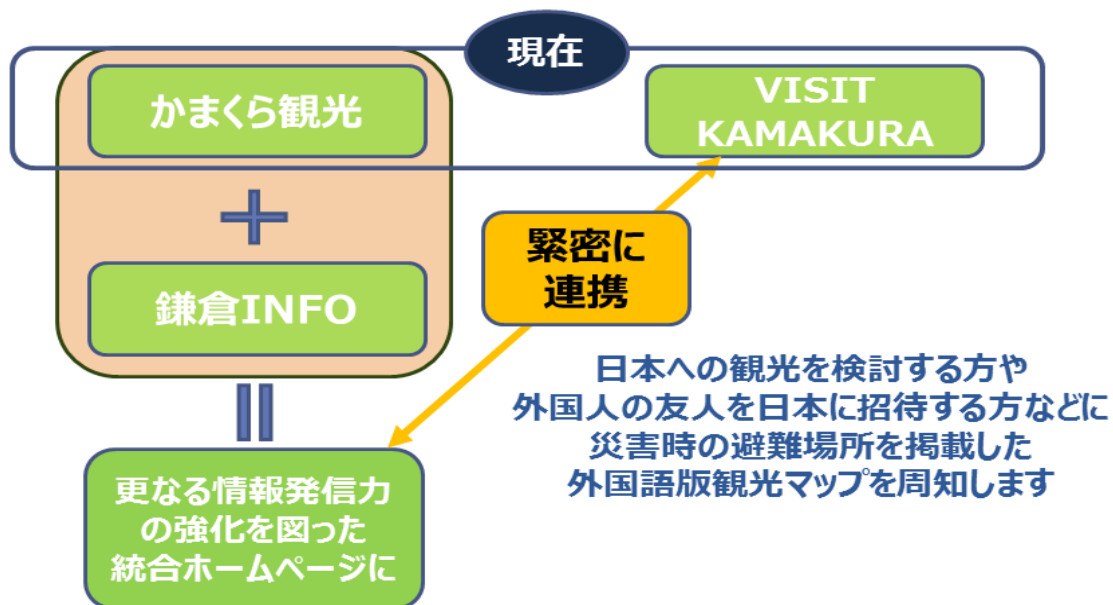 現在
かまくら観光
VISIT
KAMAKURA
+
鎌倉INFO
緊密に
連携
日本への観光を検討する方や
外国人の友人を日本に招待する方などに
災害時の避難場所を掲載した
外国語版観光マップを周知します
更なる情報発信力
の強化を図った
統合ホームページに